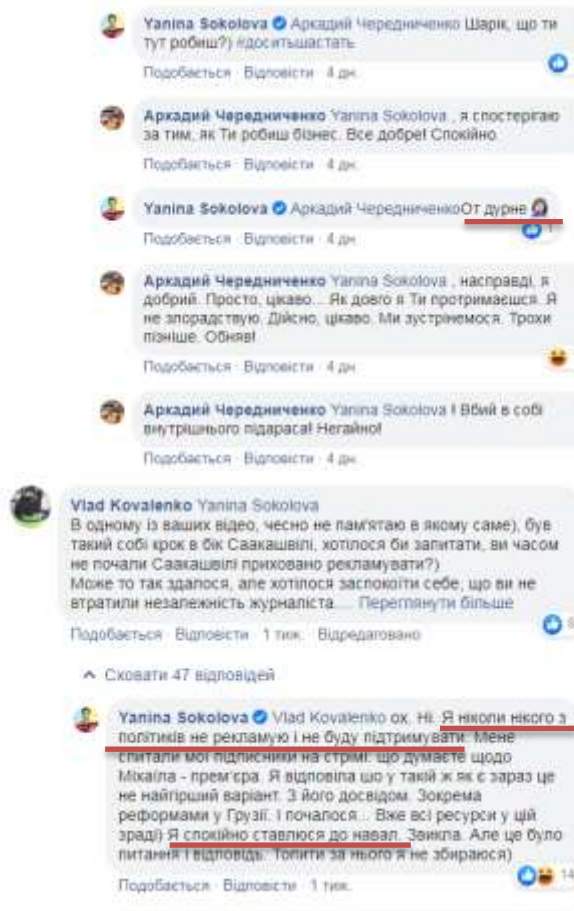 Yanina Sokolova Аркадий Чередниченко Шарік, що ти
тут робиш?) #доситьшастать
Подобається · Відповісти · 4 дн.
Аркадий Чередниченко Yanina Sokolova , я спостерігаю
за тим, як Ти робиш бізнес. Все добре! Спокійно.
Подобається · Відповісти · 4 дн.
Yanina Sokolova Аркадий ЧередниченкоОт дурне
1
Подобається · Відповісти · 4 дн.
Аркадий Чередниченко Yanina Sokolova , насправді, я
добрий. Просто, цікаво... Як довго я Ти протримаєшся. Я
не злорадствую. Дійсно, цікаво. Ми зустрінемося. Трохи
пізніше. Обняв!
Подобається · Відповісти · 4 дн.
Аркадий Чередниченко Yanina Sokolova ! Вбий в собі
внутрішнього підараса! Негайно!
Подобається · Відповісти · 4 дн.
Vlad Kovalenko Yanina Sokolova
В одному із ваших відео, чесно не пам'ятаю в якому саме), був
такий собі крок в бік Саакашвілі, хотілося би запитати, ви часом
не почали Саакашвілі приховано рекламувати?)
Може то так здалося, але хотілося заспокоїти себе, що ви не
втратили незалежність журналіста.... Переглянути більше
8
Подобається · Відповісти · 1 тиж. · Відредаговано
Сховати 47 відповідей
Yanina Sokolova Vlad Kovalenko ох. Ні. Я ніколи нікого з
політиків не рекламую і не буду підтримувати. Мене
спитали мої підписники на стрімі. що думаєте щодо
Міхаїла - прем'єра. Я відповіла шо у такій ж як є зараз це
не найгірший варіант. З його досвідом. Зокрема
реформами у Грузії. І почалося... Вже всі ресурси у цій
зраді) Я спокійно ставлюся до навал. Звикла. Але це було
питання і відповідь. Топити за нього я не збираюся)
14
Подобається · Відповісти · 1 тиж.